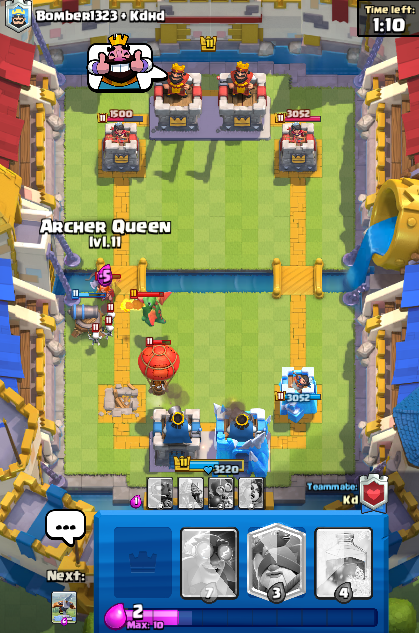 Bomber1323 + Kdhd
Time left:
1:10
1500
3052
Archer Queen
lvl.11
5
3052
3220
Teammate:
Kd
...
Next:
7
3
4
2
Max: 10